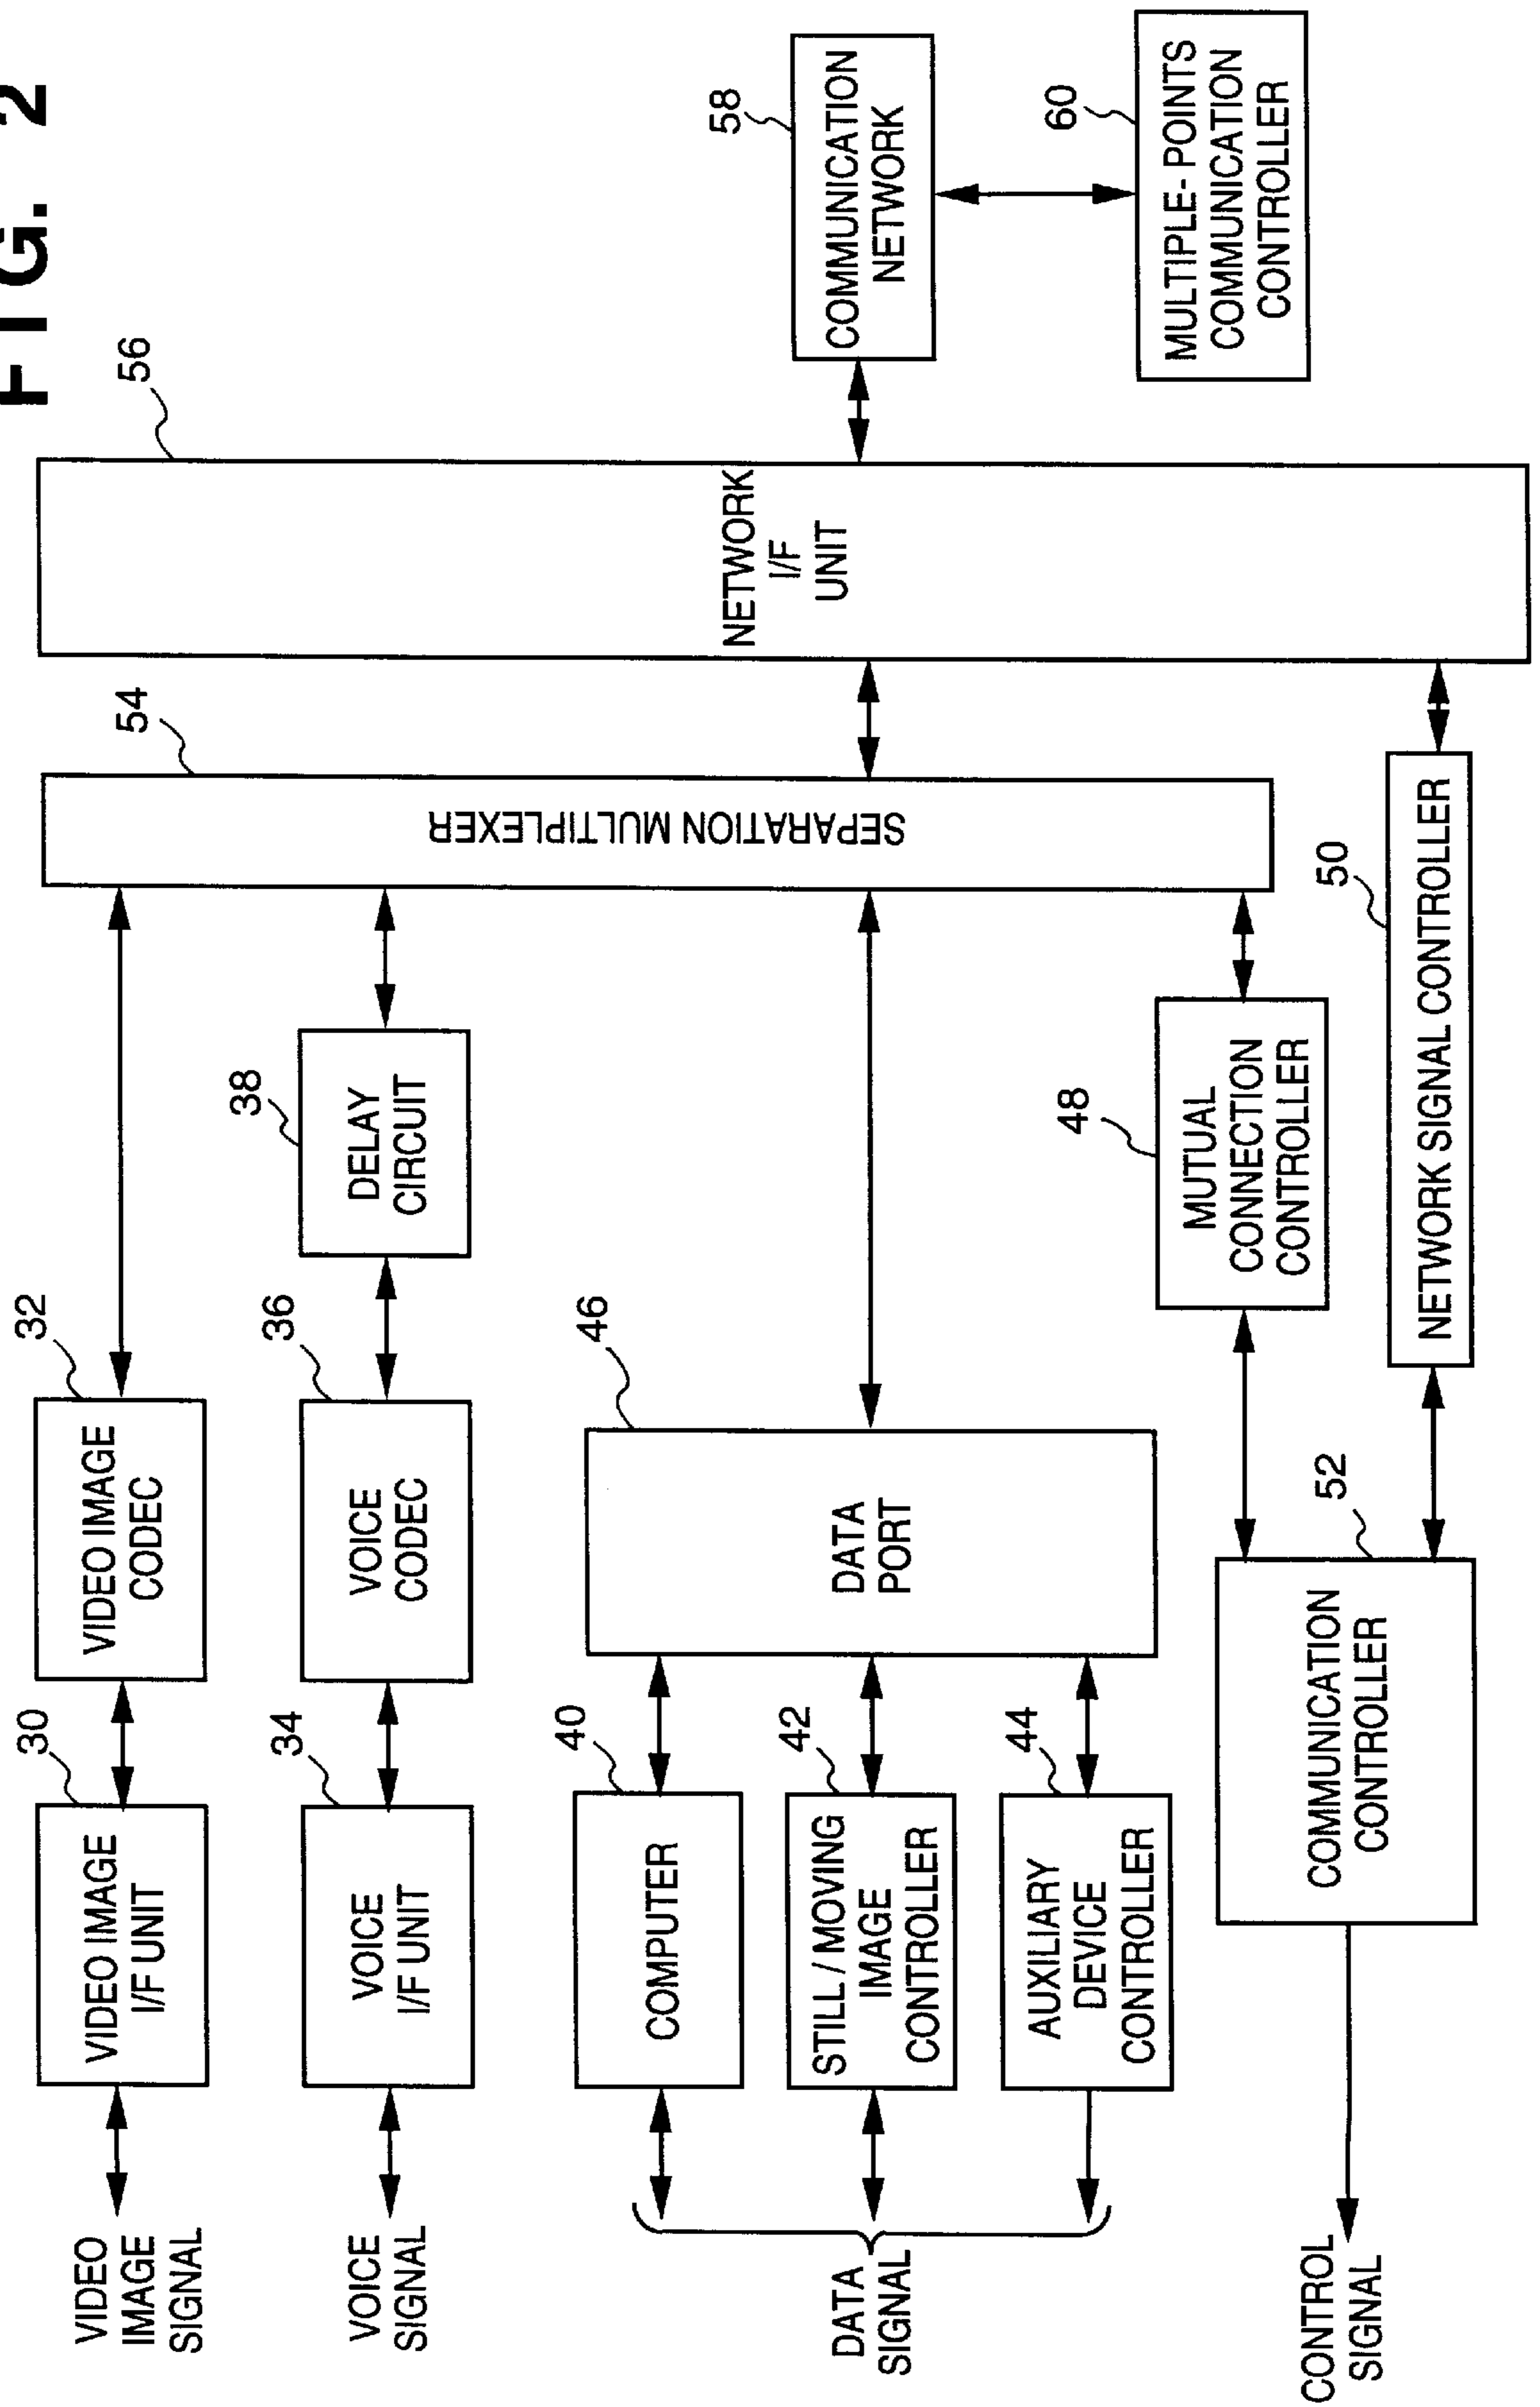 FIG. 2
VIDEO
IMAGE
SIGNAL
30
VIDEO IMAGE
I/F UNIT
32
VIDEO IMAGE
CODEC
VOICE
SIGNAL
34
VOICE
I/F UNIT
36
VOICE
CODEC
38
DELAY
CIRCUIT
DATA
SIGNAL
40
COMPUTER
42
STILL / MOVING
IMAGE
CONTROLLER
44
AUXILIARY
DEVICE
CONTROLLER
46
DATA
PORT
CONTROL
SIGNAL
52
COMMUNICATION
CONTROLLER
48
MUTUAL
CONNECTION
CONTROLLER
50
NETWORK SIGNAL CONTROLLER
54
SEPARATION MULTIPLEXER
56
NETWORK
I/F
UNIT
58
COMMUNICATION
NETWORK
60
MULTIPLE- POINTS
COMMUNICATION
CONTROLLER